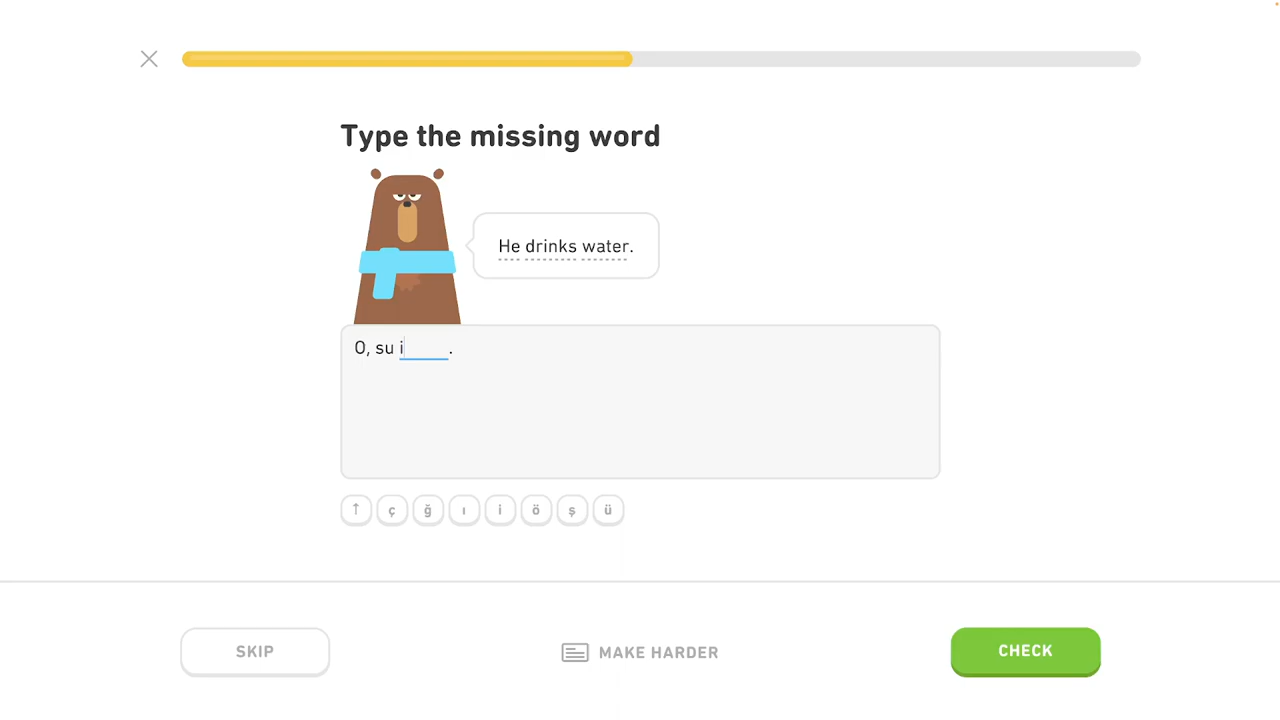 Type the missing word
He drinks water.
O, su i____.
↑ ç ğ ı i ö ş ü
SKIP
MAKE HARDER
CHECK